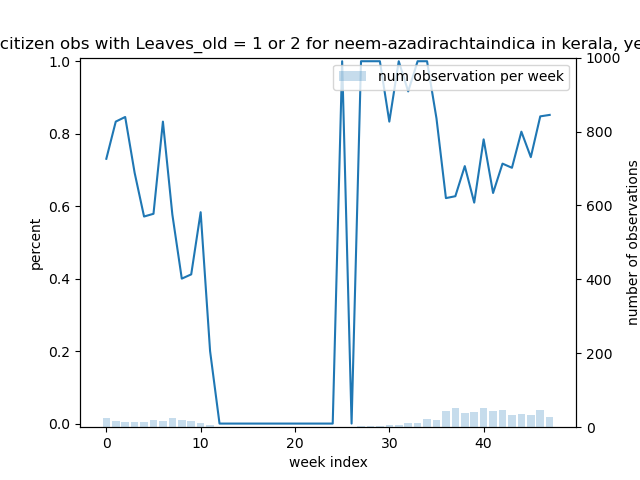 citizen obs with Leaves_old = 1 or 2 for neem-azadirachtaindica in kerala, ye
num observation per week
percent
number of observations
1.0
0.8
0.6
0.4
0.2
0.0
1000
800
600
400
200
0
0 10 20 30 40
week index